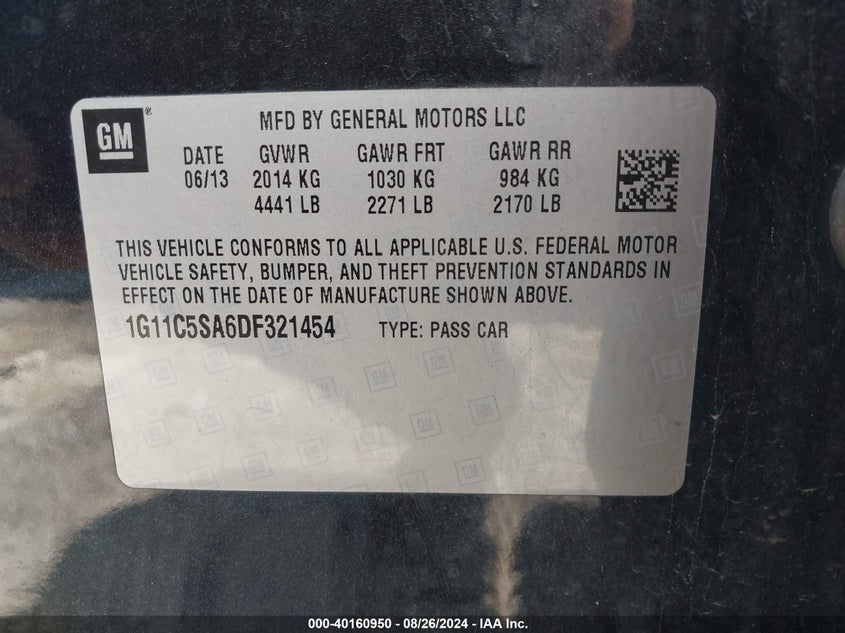 GM®
MFD BY GENERAL MOTORS LLC
DATE GVWR GAWR FRT GAWR RR
06/13 2014 KG 1030 KG 984 KG
4441 LB 2271 LB 2170 LB
THIS VEHICLE CONFORMS TO ALL APPLICABLE U.S. FEDERAL MOTOR
VEHICLE SAFETY, BUMPER, AND THEFT PREVENTION STANDARDS IN
EFFECT ON THE DATE OF MANUFACTURE SHOWN ABOVE.
1G11C5SA6DF321454 TYPE: PASS CAR
000-40160950 - 08/26/2024 - IAA Inc.